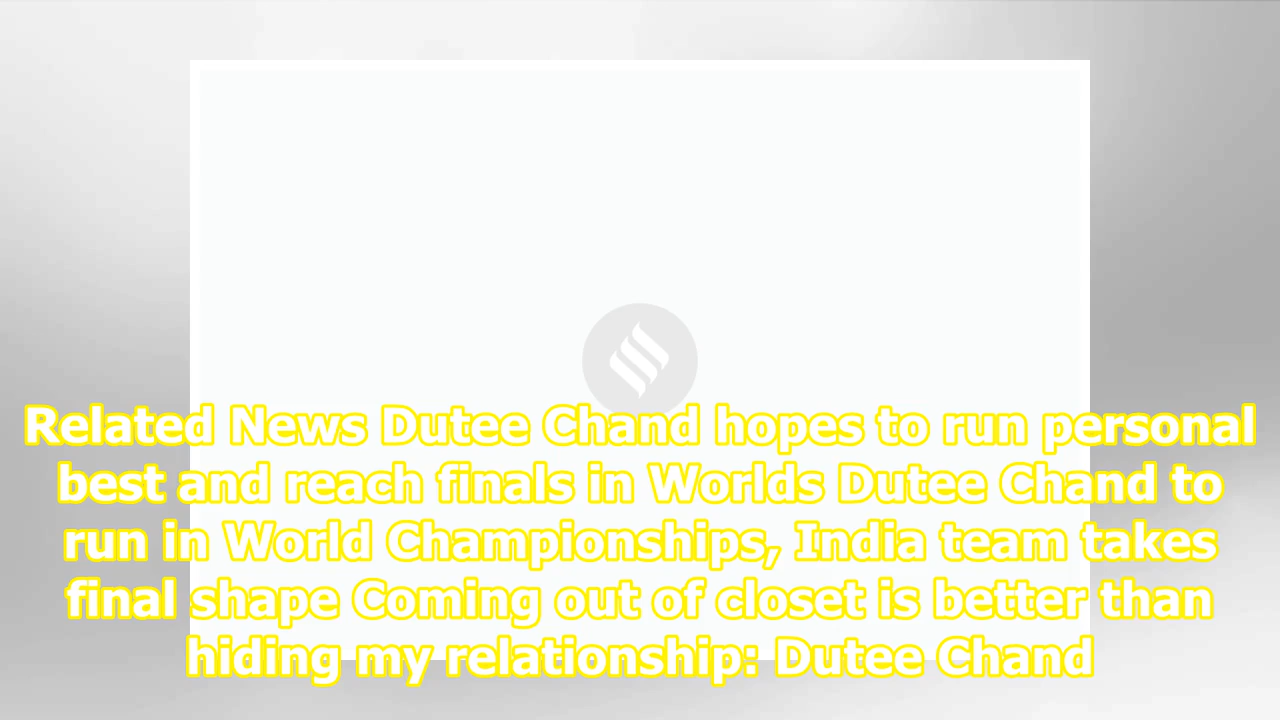 Related News Dutee Chand hopes to run personal
best and reach finals in Worlds Dutee Chand to
run in World Championships, India team takes
final shape Coming out of closet is better than
hiding my relationship: Dutee Chand